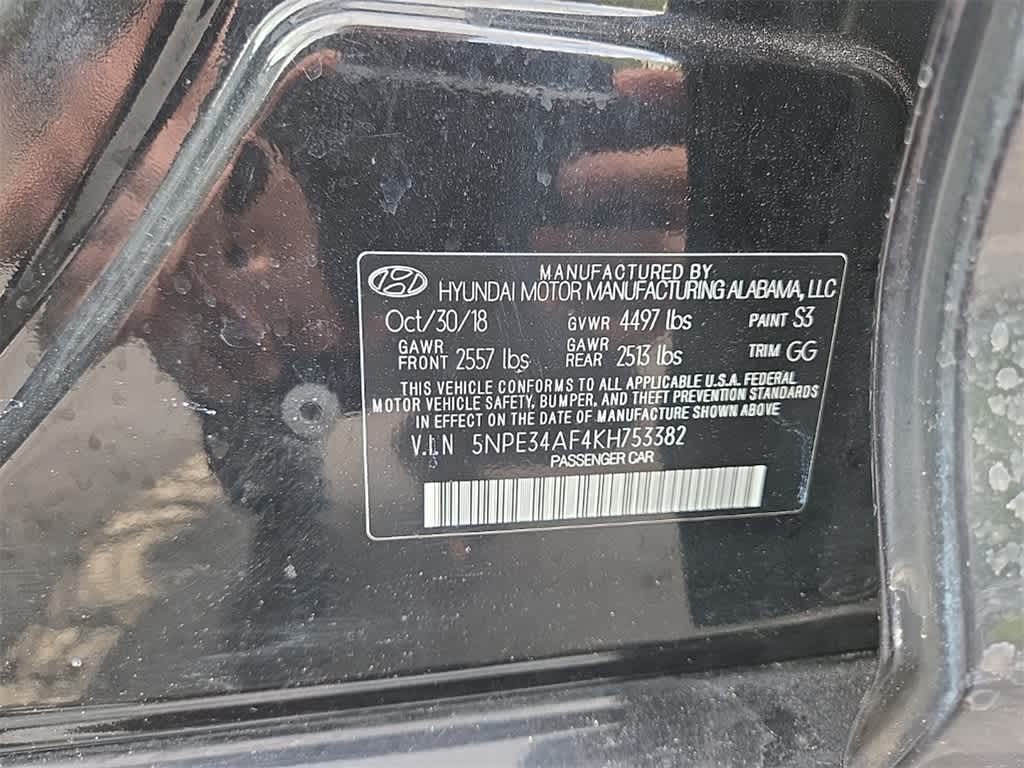 MANUFACTURED BY
HYUNDAI MOTOR MANUFACTURING ALABAMA, LLC
Oct/30/18 GVWR 4497 lbs PAINT S3
GAWR FRONT 2557 lbs GAWR REAR 2513 lbs TRIM GG
THIS VEHICLE CONFORMS TO ALL APPLICABLE U.S.A. FEDERAL
MOTOR VEHICLE SAFETY, BUMPER, AND THEFT PREVENTION STANDARDS
IN EFFECT ON THE DATE OF MANUFACTURE SHOWN ABOVE
V.I.N 5NPE34AF4KH753382
PASSENGER CAR